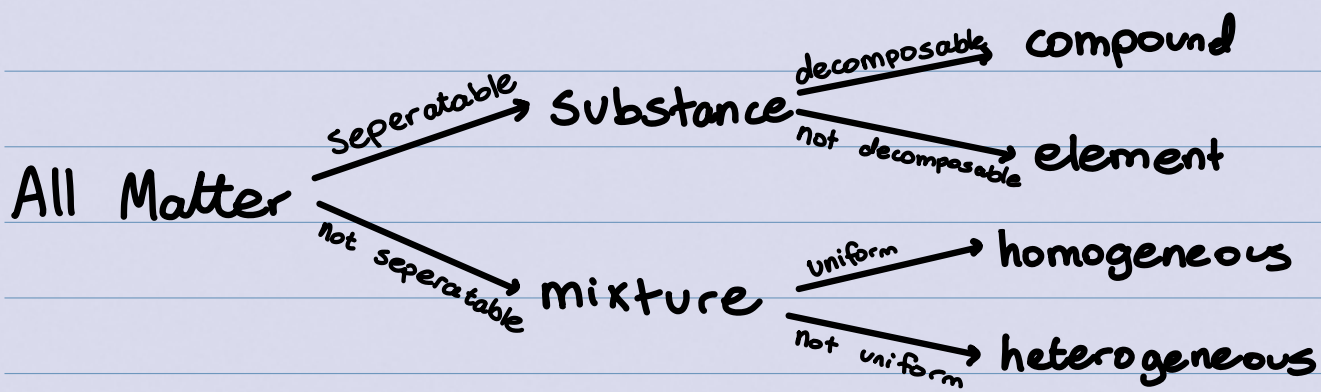 decomposable compound
seperatable Substance
not decomposable element
All Matter
uniform homogeneous
not seperatable mixture
not uniform heterogeneous